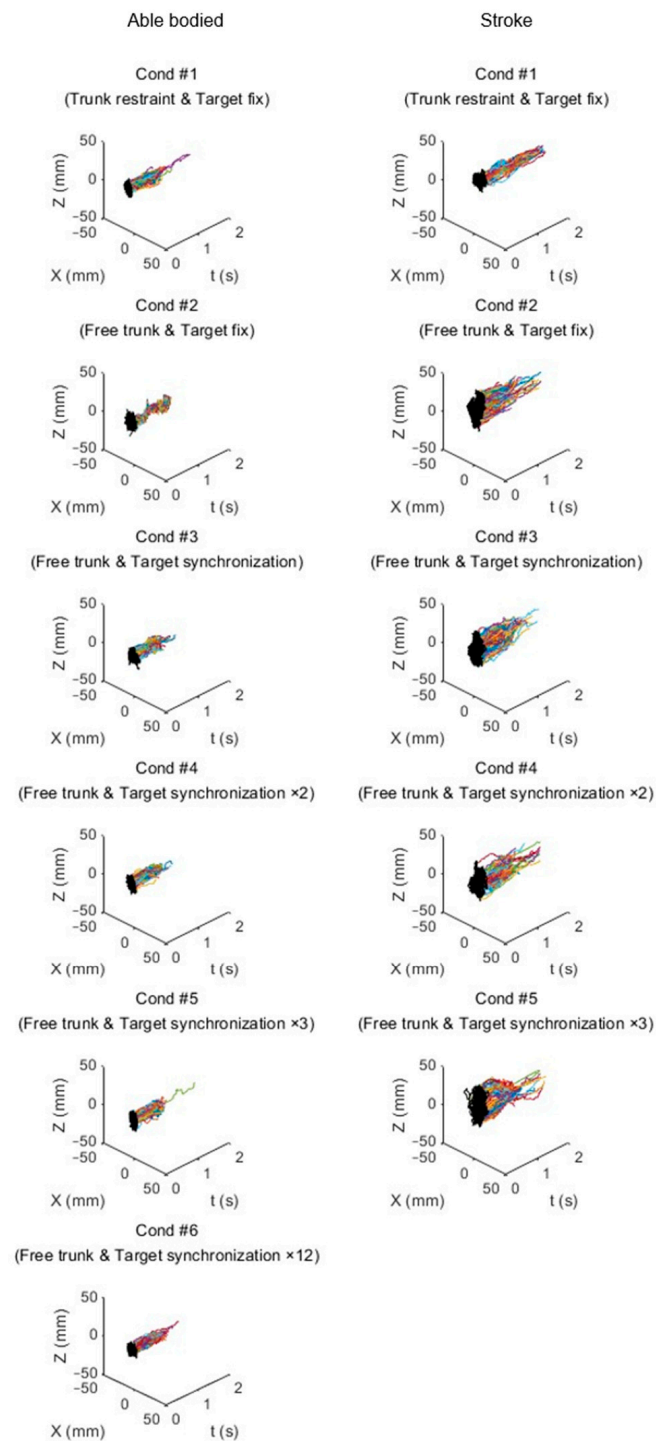 Able bodied Stroke
Cond #1 Cond #1
(Trunk restraint & Target fix) (Trunk restraint & Target fix)
50 50
Z (mm) 0 Z (mm) 0
−50 2 −50 2
−50 1 −50 1
0 0
50 0 50 0
X (mm) t (s) X (mm) t (s)
Cond #2 Cond #2
(Free trunk & Target fix) (Free trunk & Target fix)
50 50
Z (mm) 0 Z (mm) 0
−50 2 −50 2
−50 1 −50 1
0 0
50 0 50 0
X (mm) t (s) X (mm) t (s)
Cond #3 Cond #3
(Free trunk & Target synchronization) (Free trunk & Target synchronization)
50 50
Z (mm) 0 Z (mm) 0
−50 2 −50 2
−50 1 −50 1
0 0
50 0 50 0
X (mm) t (s) X (mm) t (s)
Cond #4 Cond #4
(Free trunk & Target synchronization ×2) (Free trunk & Target synchronization ×2)
50 50
Z (mm) 0 Z (mm) 0
−50 2 −50 2
−50 1 −50 1
0 0
50 0 50 0
X (mm) t (s) X (mm) t (s)
Cond #5 Cond #5
(Free trunk & Target synchronization ×3) (Free trunk & Target synchronization ×3)
50 50
Z (mm) 0 Z (mm) 0
−50 2 −50 2
−50 1 −50 1
0 0
50 0 50 0
X (mm) t (s) X (mm) t (s)
Cond #6
(Free trunk & Target synchronization ×12)
50
Z (mm) 0
−50 2
−50 1
0
50 0
X (mm) t (s)